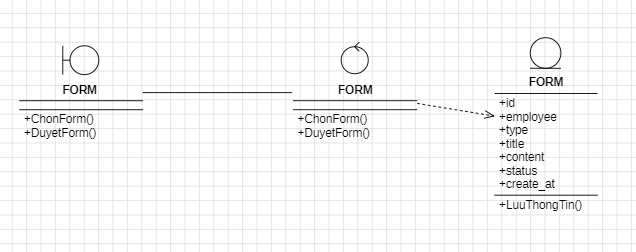 FORM
+ChonForm()
+DuyetForm()
FORM
+ChonForm()
+DuyetForm()
FORM
+id
+employee
+type
+title
+content
+status
+create_at
+LuuThongTin()